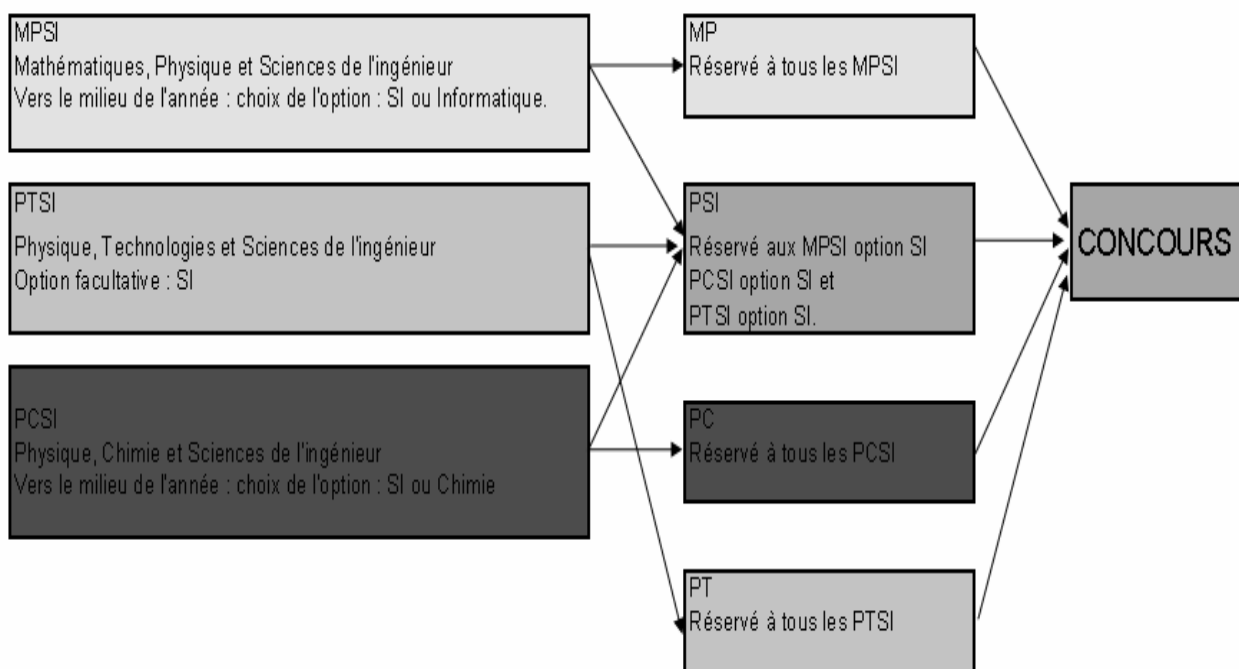 MPSI
Mathématiques, Physique et Sciences de l'ingénieur
Vers le milieu de l'année : choix de l'option : SI ou Informatique.
PTSI
Physique, Technologies et Sciences de l'ingénieur
Option facultative : SI
PCSI
Physique, Chimie et Sciences de l'ingénieur
Vers le milieu de l'année : choix de l'option : SI ou Chimie
MP
Réservé à tous les MPSI
PSI
Réservé aux MPSI option SI
PCSI option SI et
PTSI option SI.
PC
Réservé à tous les PCSI
PT
Réservé à tous les PTSI
CONCOURS